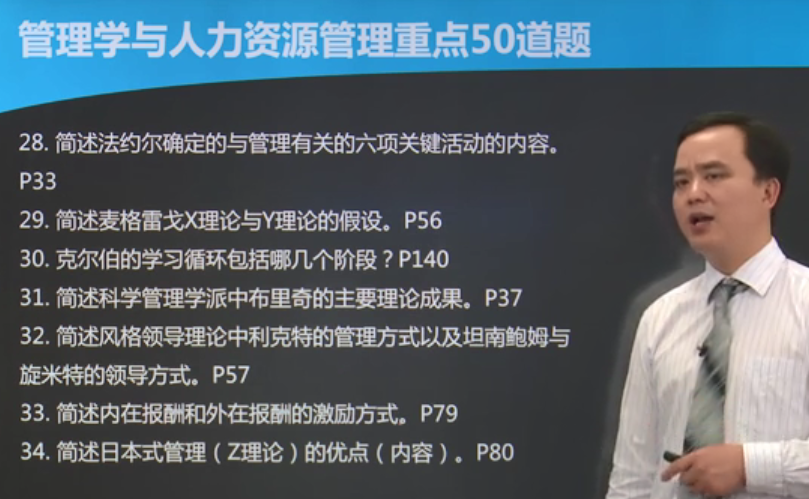 管理学与人力资源管理重点50道题
28. 简述法约尔确定的与管理有关的六项关键活动的内容。
P33
29. 简述麦格雷戈X理论与Y理论的假设。P56
30. 克尔伯的学习循环包括哪几个阶段？P140
31. 简述科学管理学派中布里奇的主要理论成果。P37
32. 简述风格领导理论中利克特的管理方式以及坦南鲍姆与
旋米特的领导方式。P57
33. 简述内在报酬和外在报酬的激励方式。P79
34. 简述日本式管理（Z理论）的优点（内容）。P80